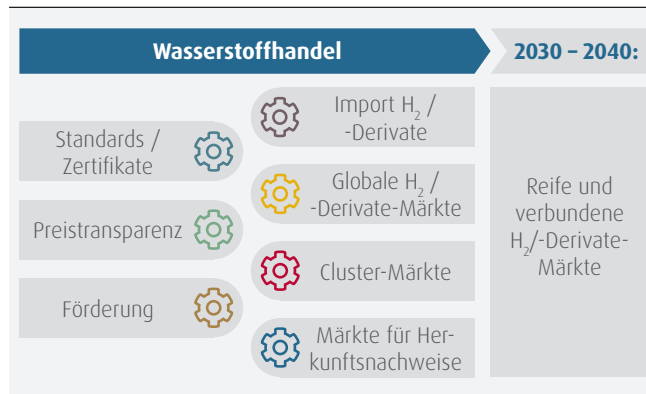 Wasserstoffhandel
2030 – 2040:
Standards /
Zertifikate
Preistransparenz
Förderung
Import H₂ /
-Derivate
Globale H₂ /
-Derivate-Märkte
Cluster-Märkte
Märkte für Her-
kunftsnachweise
Reife und
verbundene
H₂/-Derivate-
Märkte